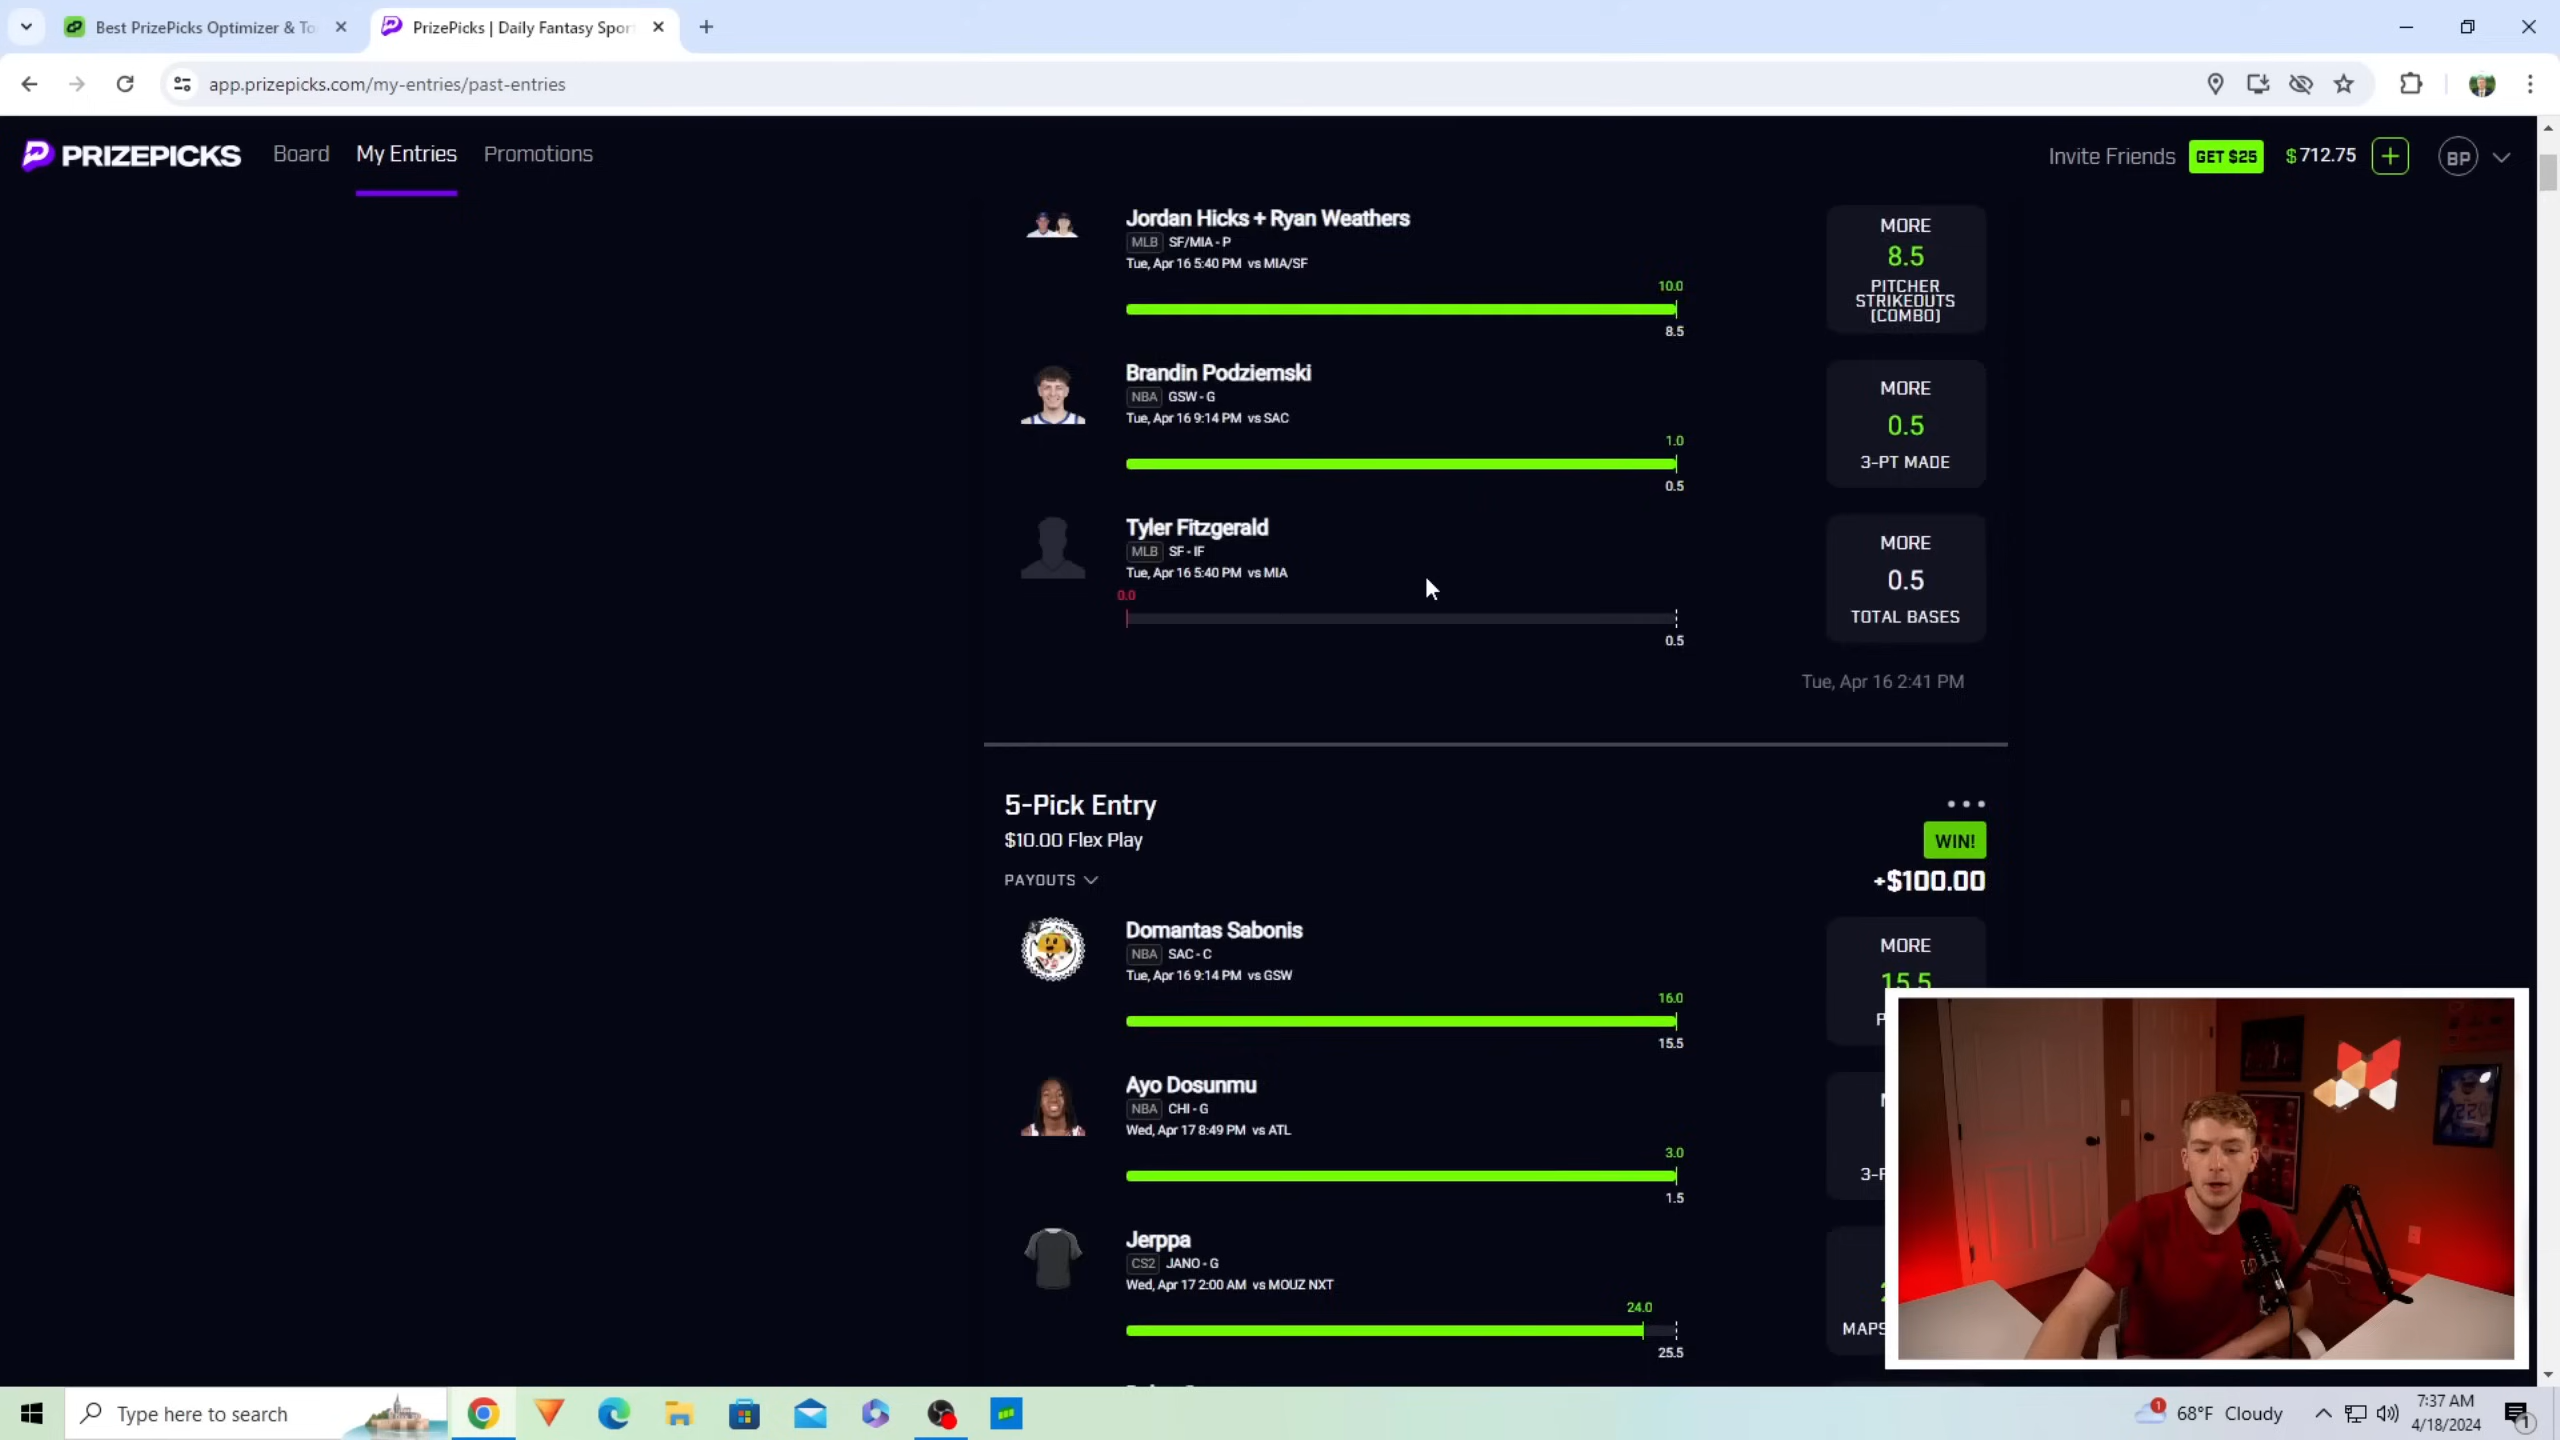 Best PrizePicks Optimizer & To
PrizePicks | Daily Fantasy Spor
app.prizepicks.com/my-entries/past-entries
PRIZEPICKS
Board
My Entries
Promotions
Invite Friends
GET $25
$712.75
BP
Jordan Hicks + Ryan Weathers
MLB SF/MIA - P
Tue, Apr 16 5:40 PM vs MIA/SF
10.0
8.5
MORE
8.5
PITCHER
STRIKEOUTS
(COMBO)
Brandin Podziemski
NBA GSW - G
Tue, Apr 16 9:14 PM vs SAC
1.0
0.5
MORE
0.5
3-PT MADE
Tyler Fitzgerald
MLB SF - IF
Tue, Apr 16 5:40 PM vs MIA
0.0
0.5
MORE
0.5
TOTAL BASES
Tue, Apr 16 2:41 PM
5-Pick Entry
$10.00 Flex Play
PAYOUTS
WIN!
+$100.00
Domantas Sabonis
NBA SAC - C
Tue, Apr 16 9:14 PM vs GSW
16.0
15.5
MORE
15.5
Ayo Dosunmu
NBA CHI - G
Wed, Apr 17 8:49 PM vs ATL
3.0
1.5
Jerppa
CS2 JANO - G
Wed, Apr 17 2:00 AM vs MOUZ NXT
24.0
25.5
MAPS
Type here to search
68°F Cloudy
7:37 AM
4/18/2024